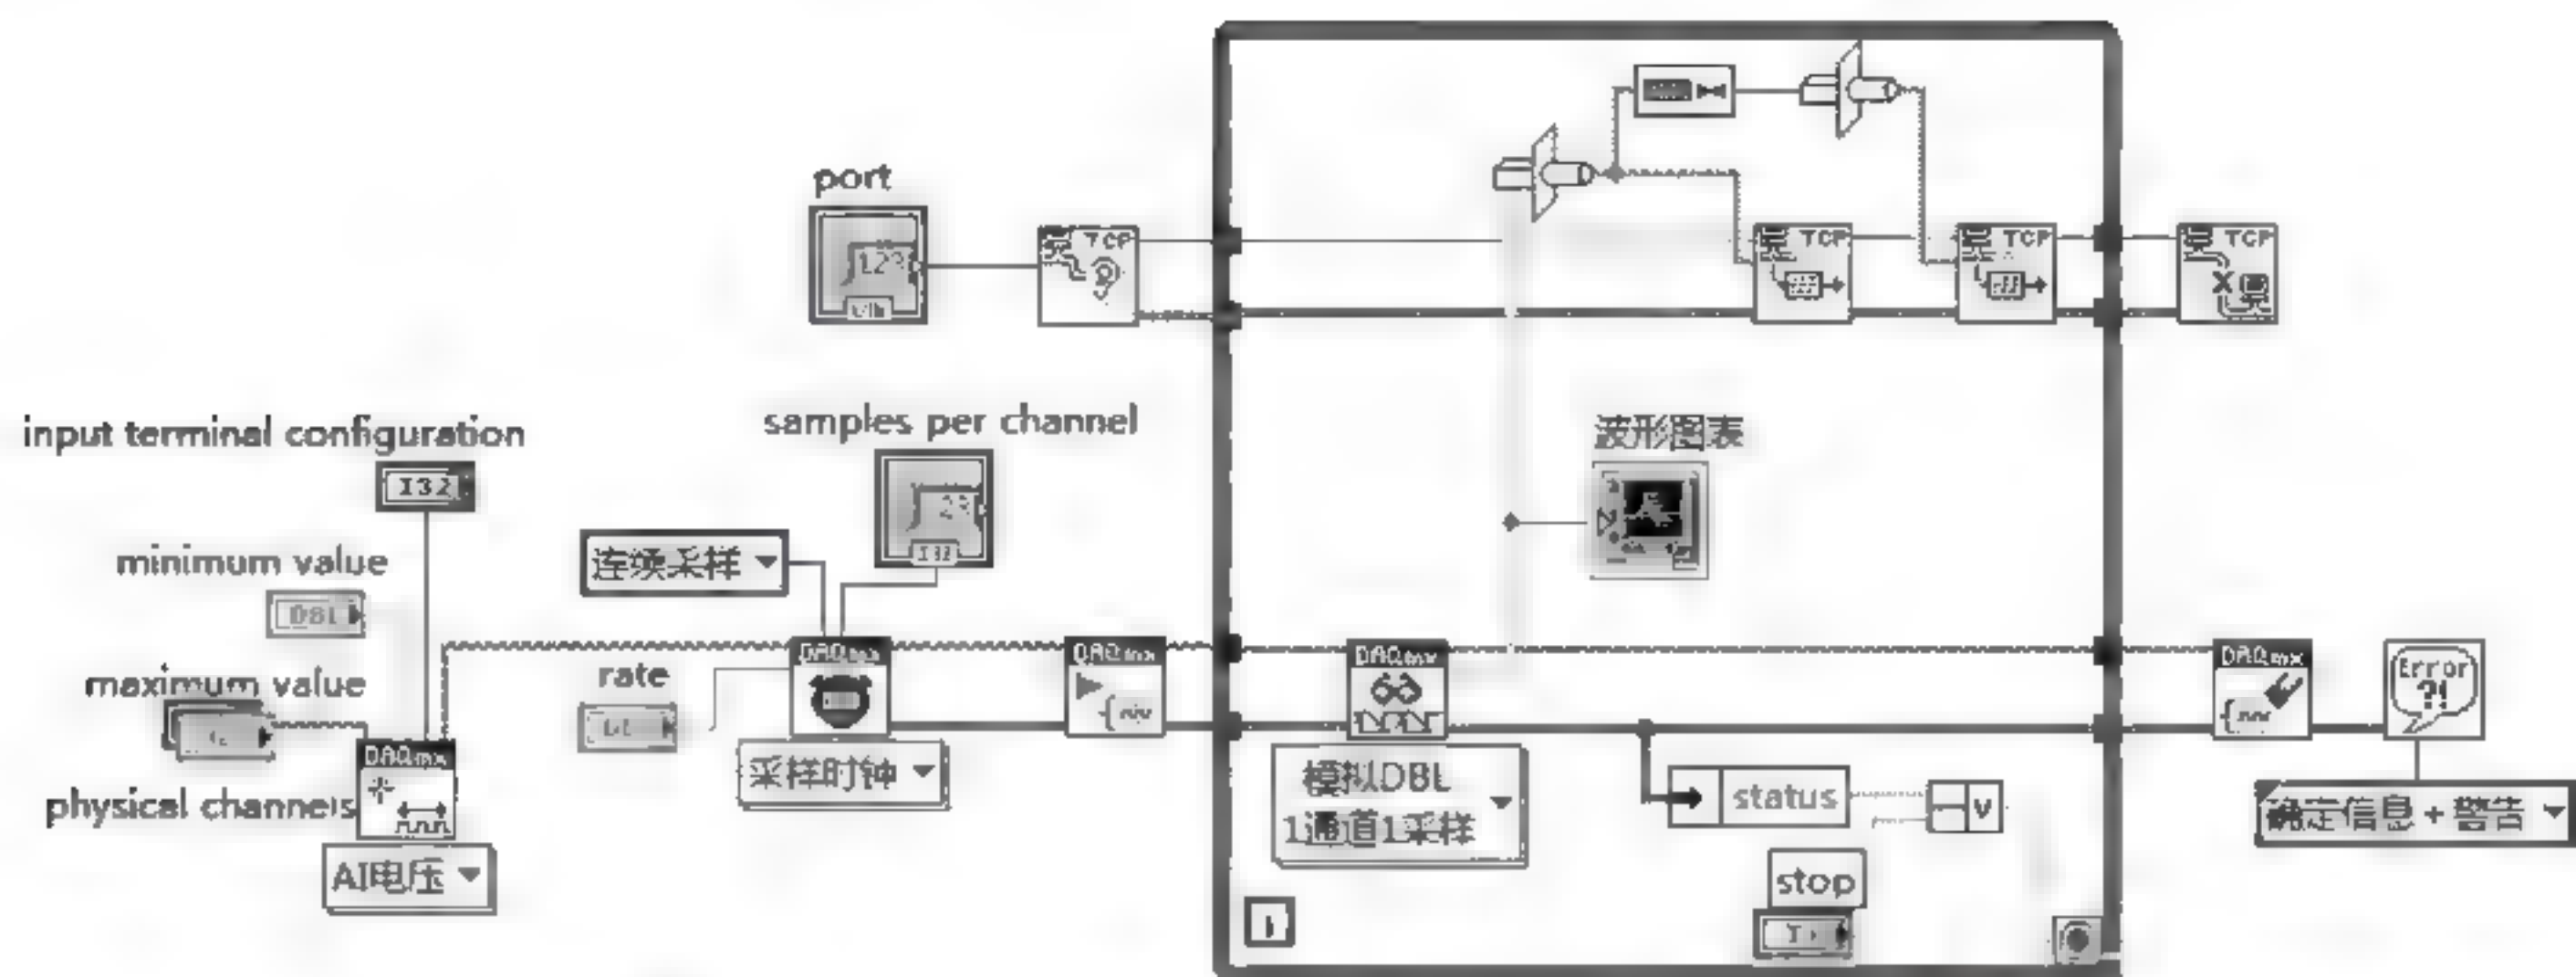 port
TCP
TCP
TCP
TCP
input terminal configuration
I32
samples per channel
I32
波形图表
minimum value
DBL
连续采样
maximum value
rate
DAQmx
DAQmx
DAQmx
DAQmx
Error
?!
physical channels
DAQmx
采样时钟
模拟DBL
1通道1采样
status
V
确定信息+警告
AI电压
stop
i